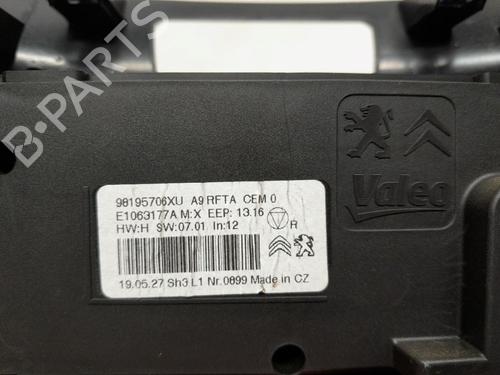 B-PARTS
Valeo
98195706XU A9 RFTA CEM 0
E1063177A M:X EEP: 13.16
HW:H SW:07.01 In:12 R
19.05.27 Sh3 L1 Nr.0899 Made in CZ